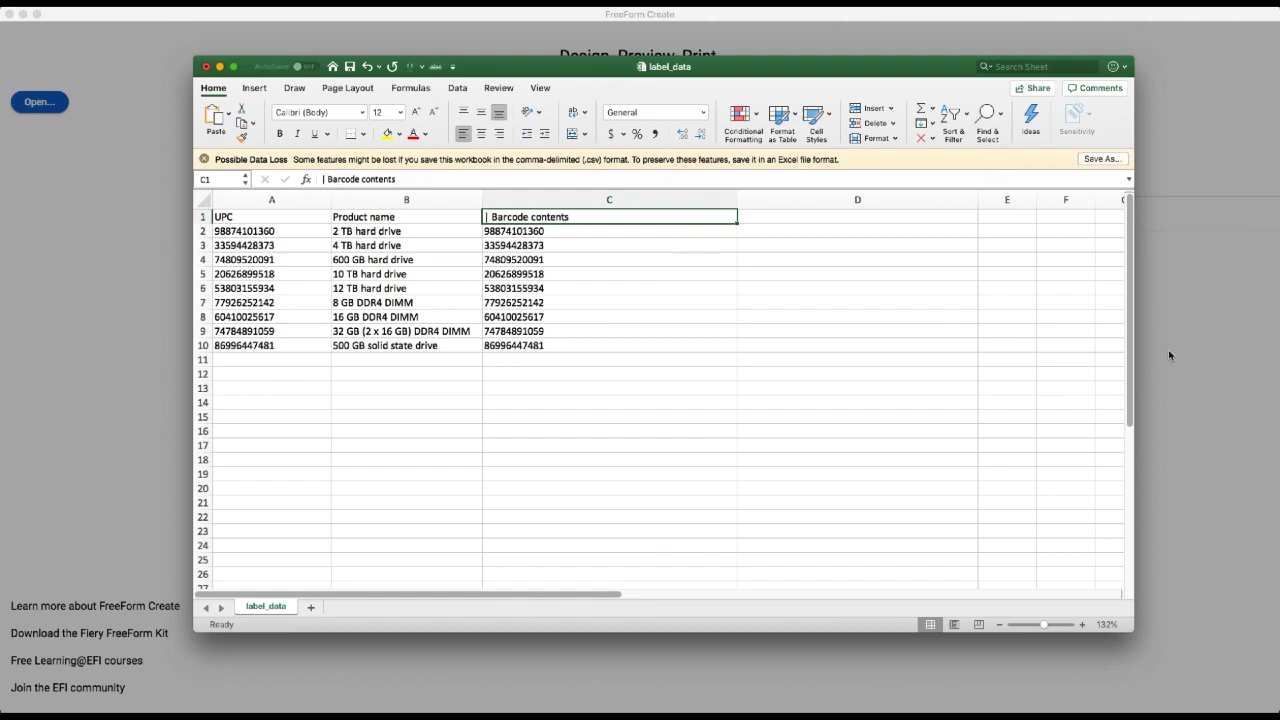 FreeForm Create
Design. Preview. Print.
Open...
AutoSave OFF
label_data
Search Sheet
Home Insert Draw Page Layout Formulas Data Review View Share Comments
Paste
Calibri (Body) 12
General
Conditional Formatting
Format as Table
Cell Styles
Insert
Delete
Format
Sort & Filter
Find & Select
Ideas
Sensitivity
Possible Data Loss Some features might be lost if you save this workbook in the comma-delimited (.csv) format. To preserve these features, save it in an Excel file format. Save As...
C1 fx | Barcode contents
A B C D E F
1 UPC Product name | Barcode contents
2 98874101360 2 TB hard drive 98874101360
3 33594428373 4 TB hard drive 33594428373
4 74809520091 600 GB hard drive 74809520091
5 20626899518 10 TB hard drive 20626899518
6 53803155934 12 TB hard drive 53803155934
7 77926252142 8 GB DDR4 DIMM 77926252142
8 60410025617 16 GB DDR4 DIMM 60410025617
9 74784891059 32 GB (2 x 16 GB) DDR4 DIMM 74784891059
10 86996447481 500 GB solid state drive 86996447481
11
12
13
14
15
16
17
18
19
20
21
22
23
24
25
26
27
label_data
Ready 132%
Learn more about FreeForm Create
Download the Fiery FreeForm Kit
Free Learning@EFI courses
Join the EFI community